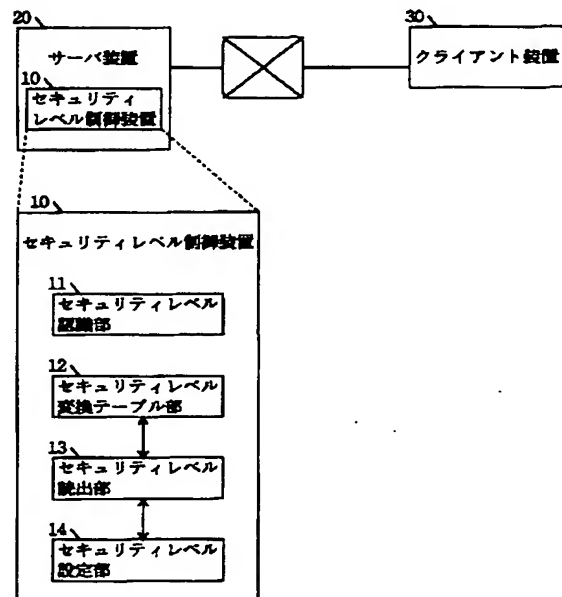 20
サーバ装置
10
セキュリティ
レベル制御装置
30
クライアント装置
10
セキュリティレベル制御装置
11
セキュリティレベル
認識部
12
セキュリティレベル
変換テーブル部
13
セキュリティレベル
読出部
14
セキュリティレベル
設定部